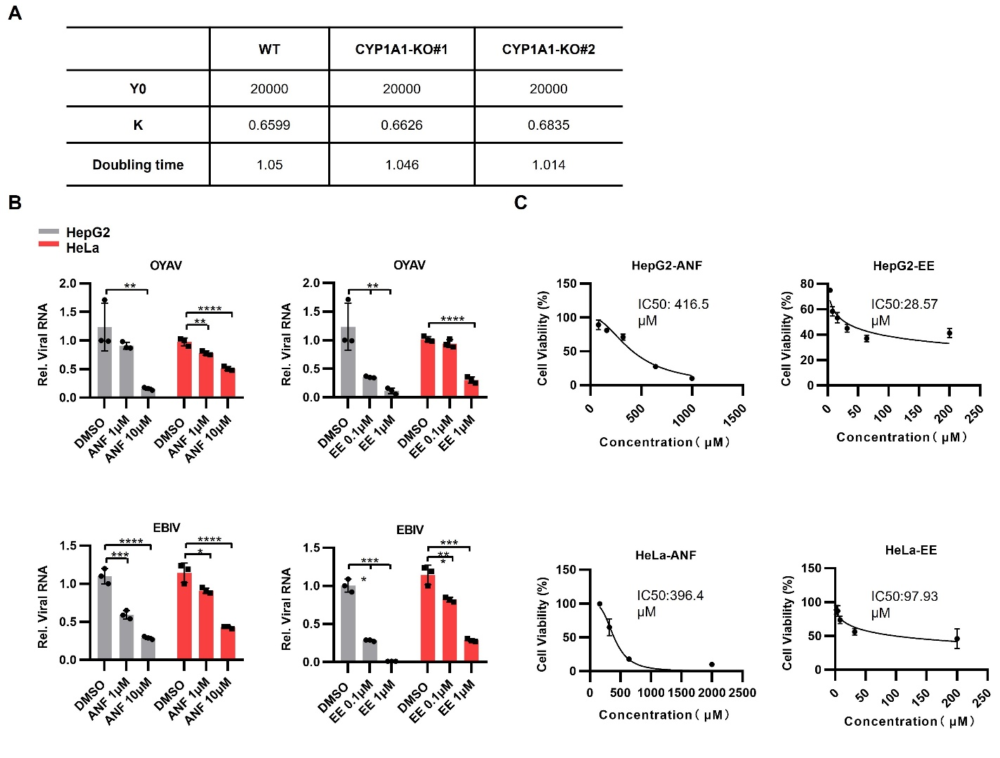 A
WT CYP1A1-KO#1 CYP1A1-KO#2
Y0 20000 20000 20000
K 0.6599 0.6626 0.6835
Doubling time 1.05 1.046 1.014
B
HepG2
HeLa
OYAV
Rel. Viral RNA
2.0
1.5
1.0
0.5
0.0
**
****
**
DMSO
ANF 1μM
ANF 10μM
DMSO
ANF 1μM
ANF 10μM
OYAV
Rel. Viral RNA
2.0
1.5
1.0
0.5
0.0
**
****
DMSO
EE 0.1μM
EE 1μM
DMSO
EE 0.1μM
EE 1μM
EBIV
Rel. Viral RNA
1.5
1.0
0.5
0.0
****
***
****
*
DMSO
ANF 1μM
ANF 10μM
DMSO
ANF 1μM
ANF 10μM
EBIV
Rel. Viral RNA
1.5
1.0
0.5
0.0
***
*
***
**
*
DMSO
EE 0.1μM
EE 1μM
DMSO
EE 0.1μM
EE 1μM
C
HepG2-ANF
Cell Viability (%)
150
100
50
0
IC50: 416.5
μM
0 500 1000 1500
Concentration( μM)
HepG2-EE
Cell Viability (%)
80
60
40
20
0
IC50:28.57
μM
0 50 100 150 200 250
Concentration( μM)
HeLa-ANF
Cell Viability (%)
150
100
50
0
IC50:396.4
μM
0 500 1000 1500 2000 2500
Concentration( μM)
HeLa-EE
Cell Viability (%)
150
100
50
0
IC50:97.93
μM
0 50 100 150 200 250
Concentration( μM)